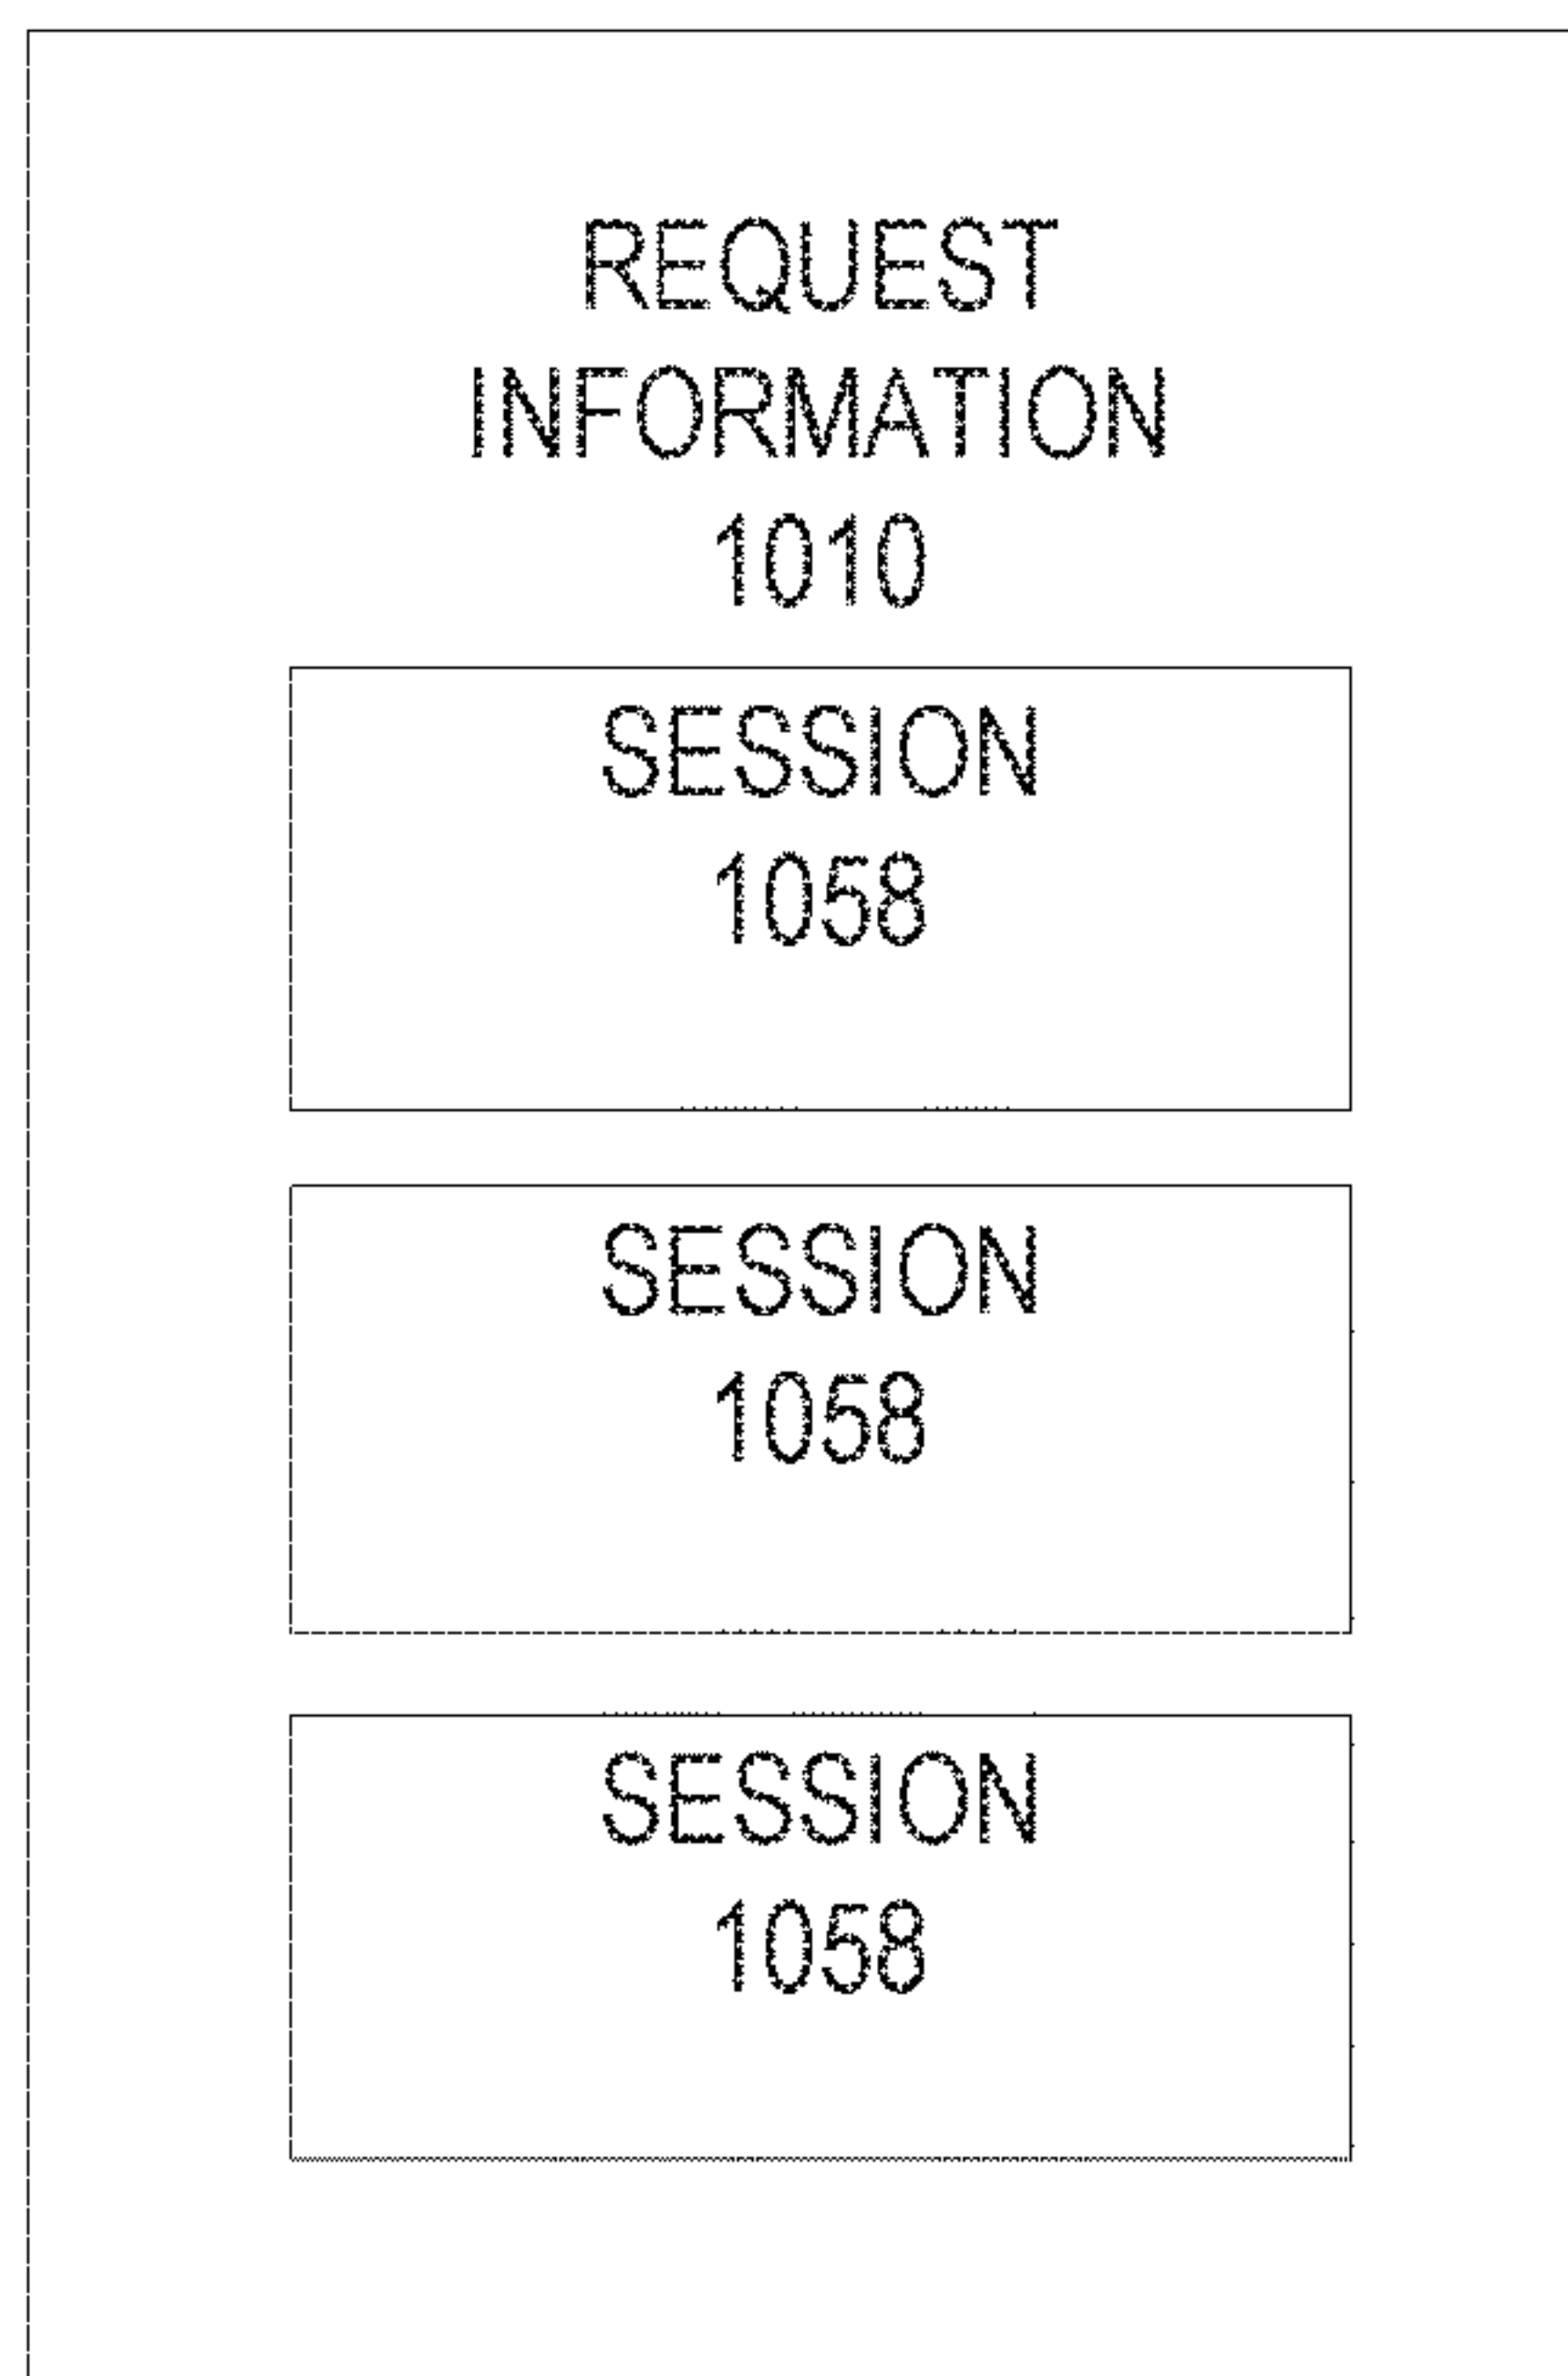 REQUEST
INFORMATION
1010
SESSION
1058
SESSION
1058
SESSION
1058